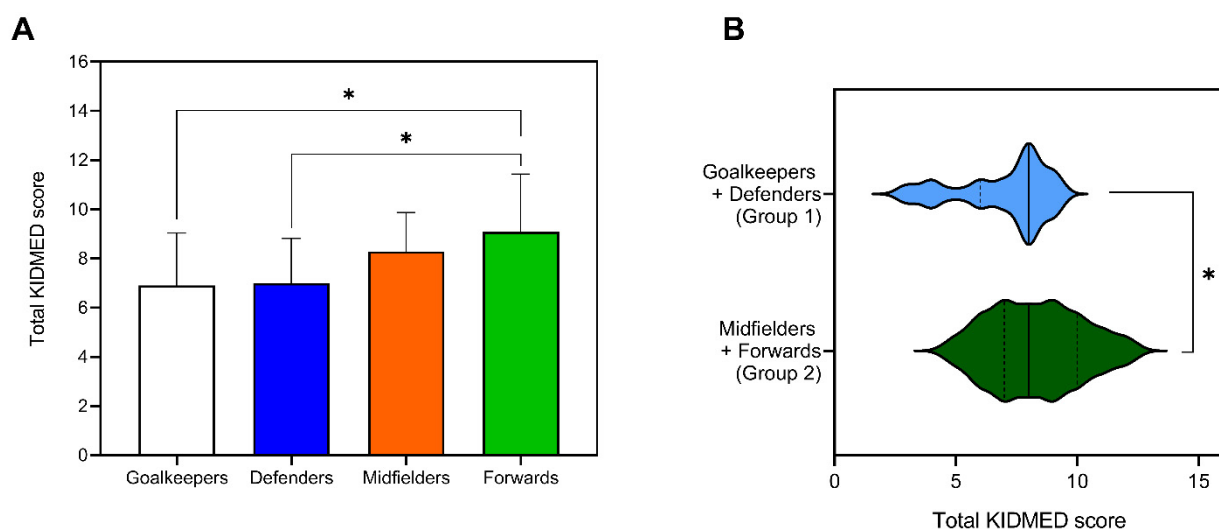 A
Total KIDMED score
16
14
12
10
8
6
4
2
0
*
*
Goalkeepers
Defenders
Midfielders
Forwards
B
Goalkeepers
+ Defenders
(Group 1)
Midfielders
+ Forwards
(Group 2)
*
0
5
10
15
Total KIDMED score